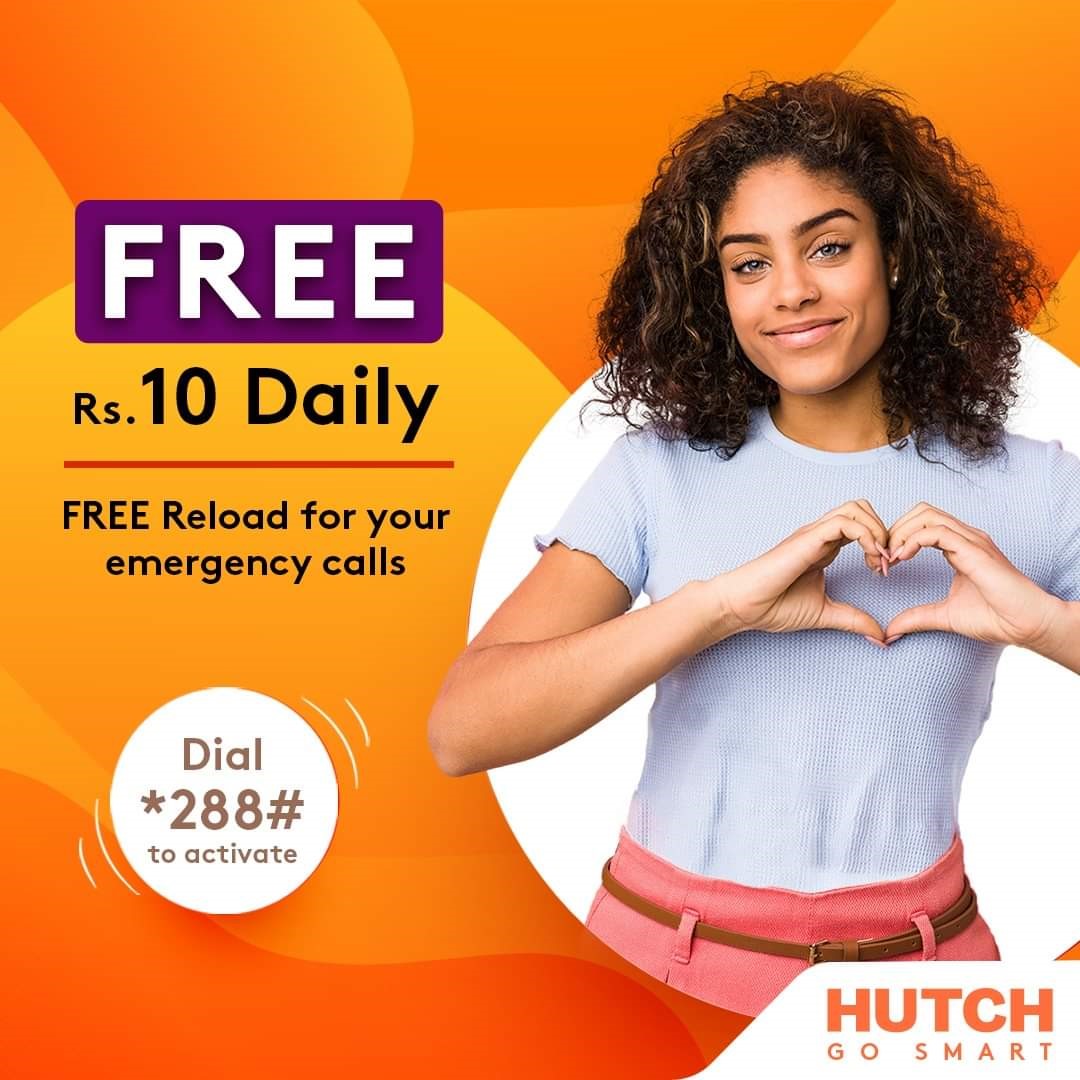 FREE
Rs.10 Daily
FREE Reload for your
emergency calls
Dial
*288#
to activate
HUTCH
GO SMART